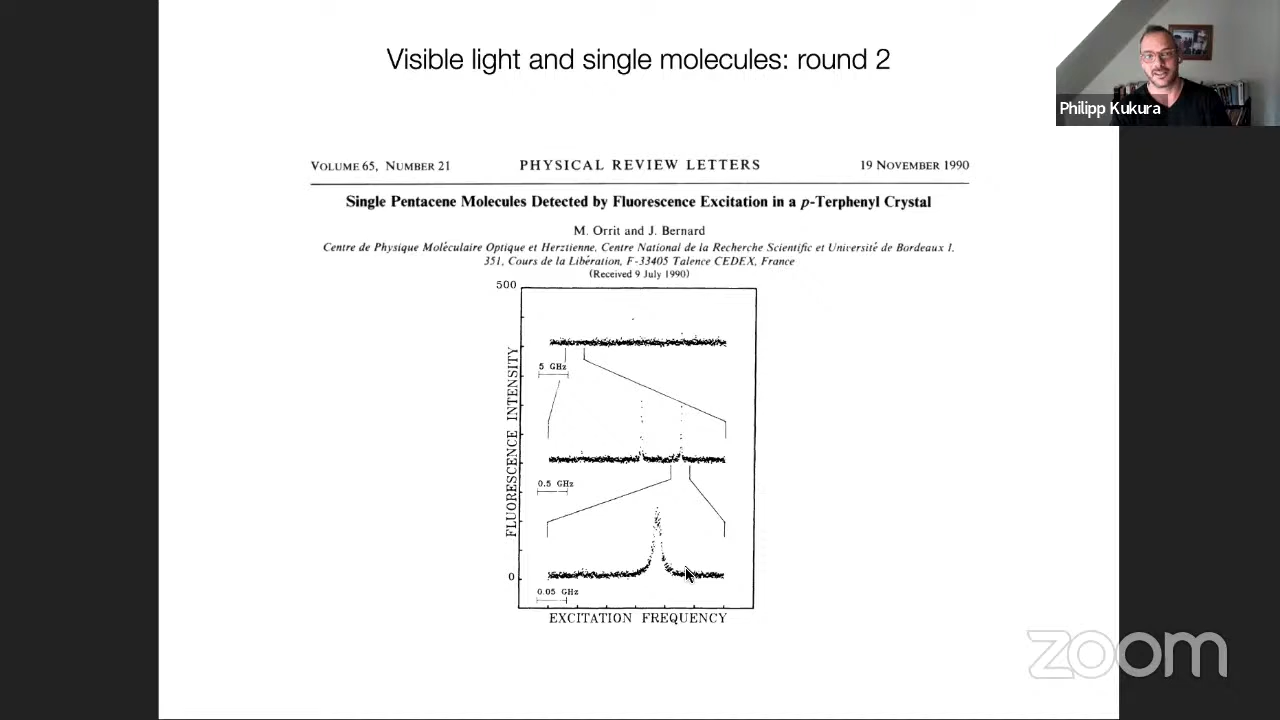 Visible light and single molecules: round 2
Philipp Kukura
VOLUME 65, NUMBER 21 PHYSICAL REVIEW LETTERS 19 NOVEMBER 1990
Single Pentacene Molecules Detected by Fluorescence Excitation in a p-Terphenyl Crystal
M. Orrit and J. Bernard
Centre de Physique Moléculaire Optique et Hertzienne, Centre National de la Recherche Scientifique et Université de Bordeaux I,
351, Cours de la Libération, F-33405 Talence CEDEX, France
(Received 9 July 1990)
500
5 GHz
0.5 GHz
FLUORESCENCE INTENSITY
0
0.05 GHz
EXCITATION FREQUENCY
zoom